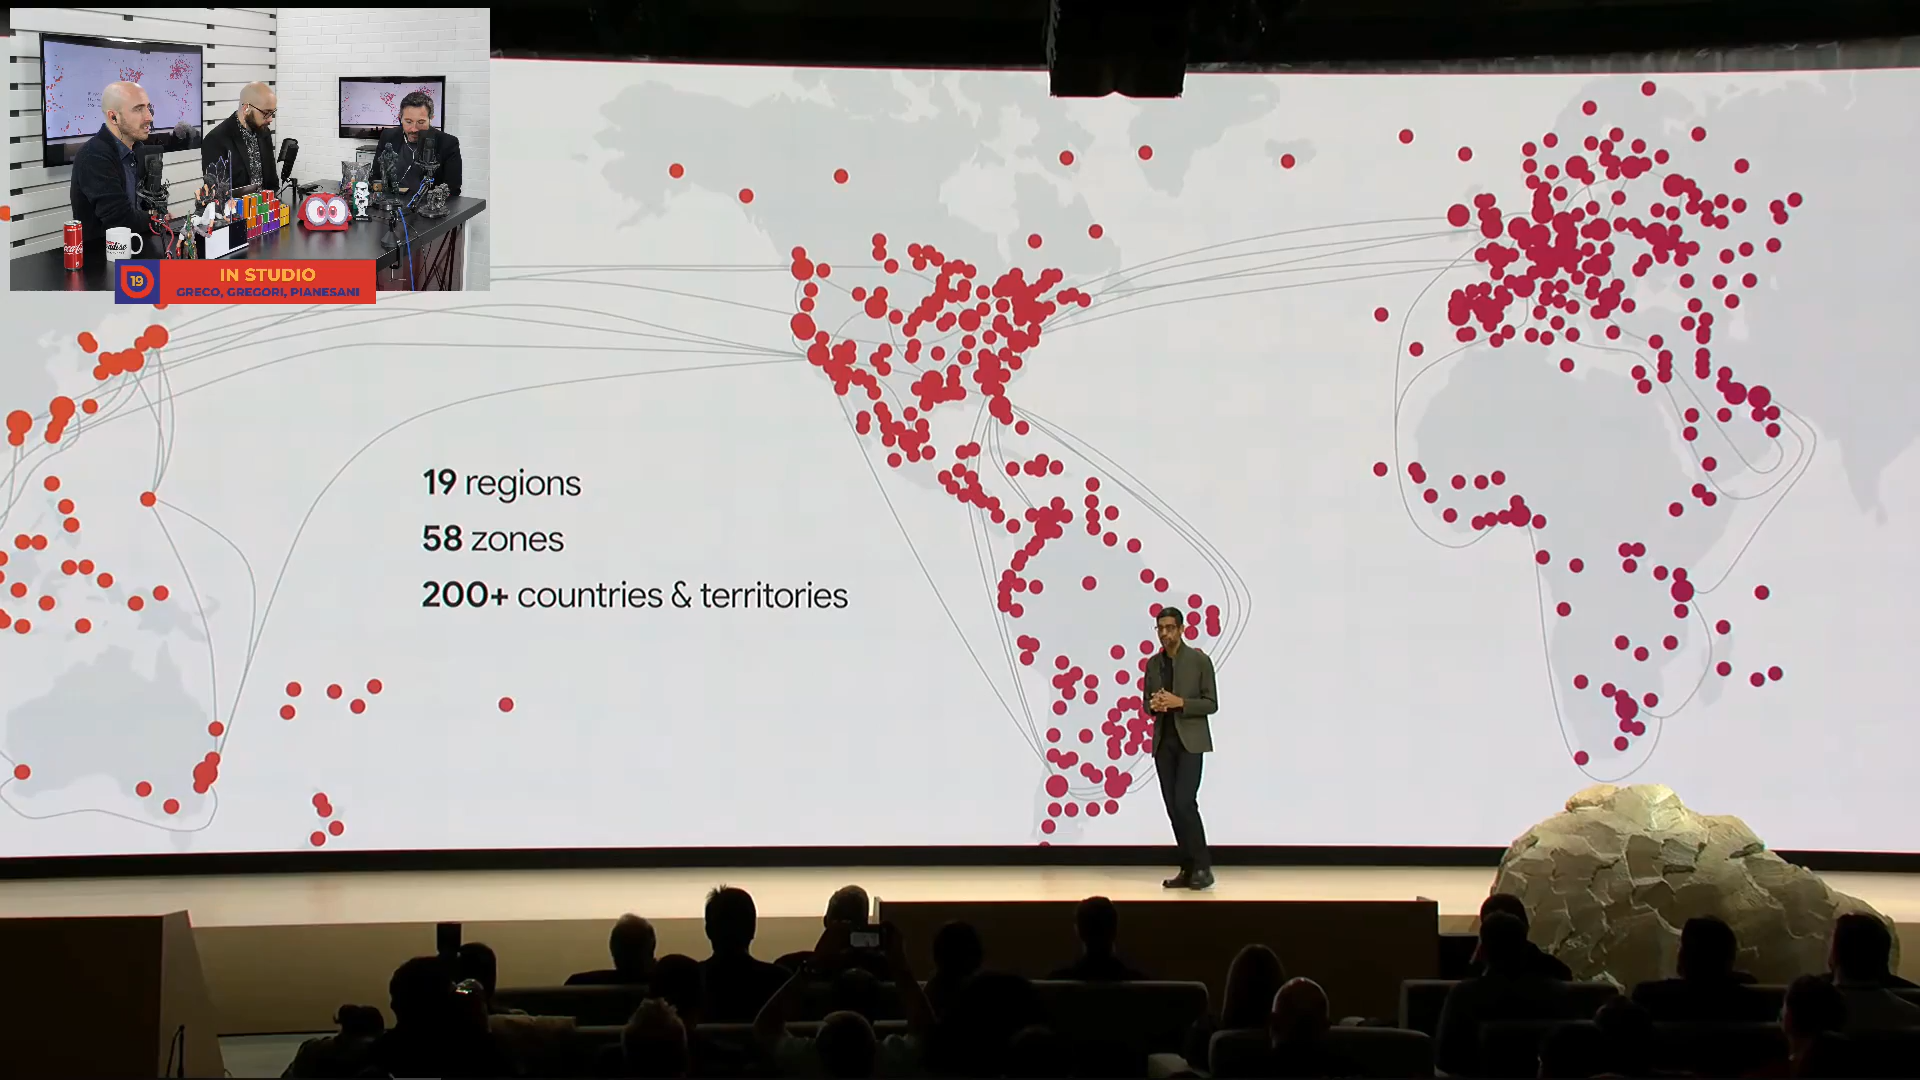 19
IN STUDIO
GRECO, GREGORI, PIANESANI
19 regions
58 zones
200+ countries & territories